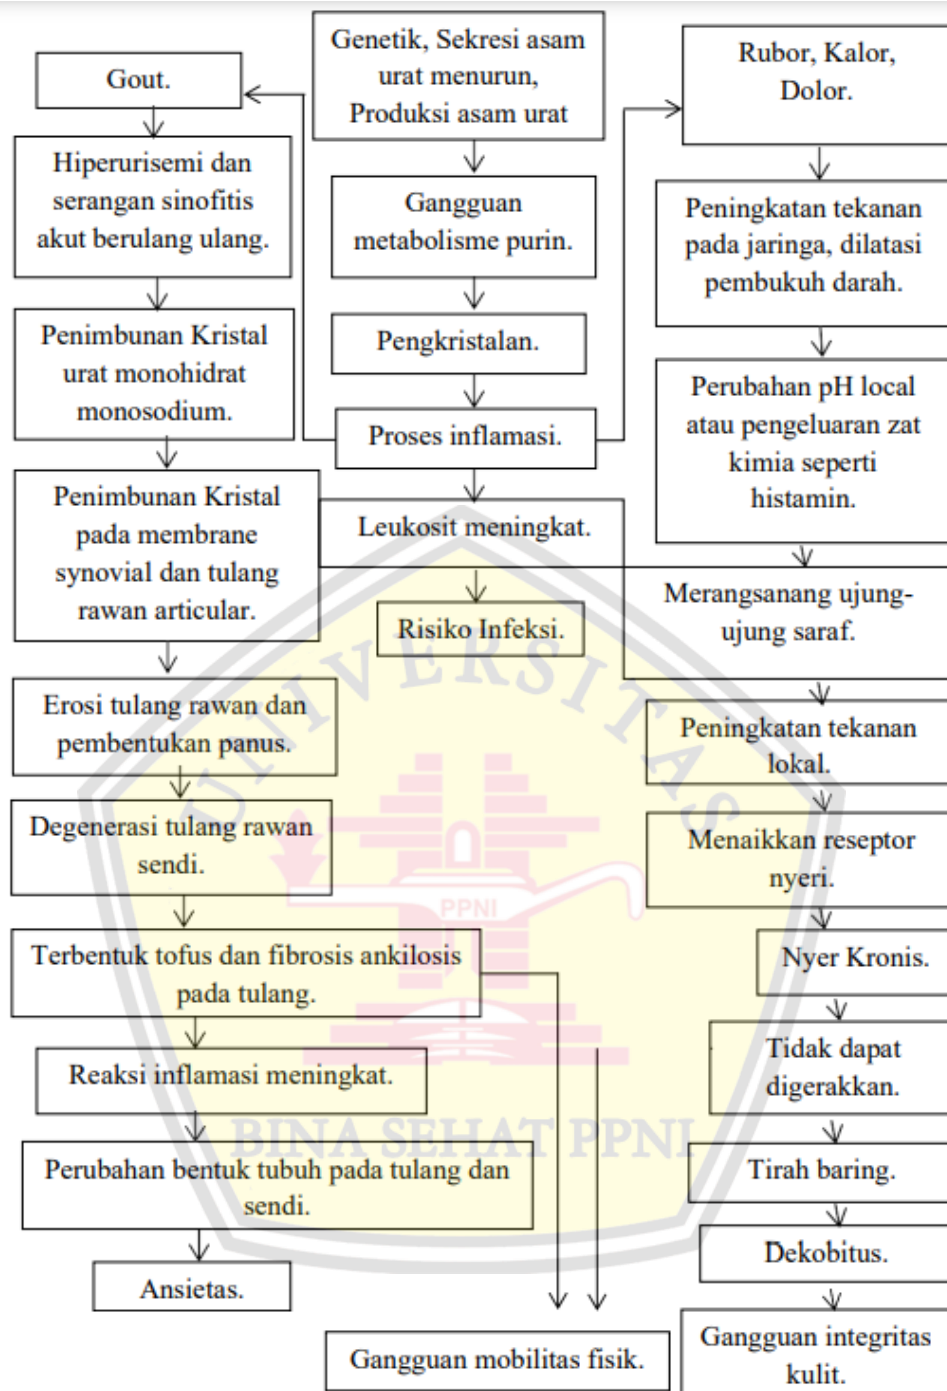 Genetik, Sekresi asam
urat menurun,
Produksi asam urat
Gangguan
metabolisme purin.
Pengkristalan.
Proses inflamasi.
Leukosit meningkat.
Risiko Infeksi.
Gout.
Hiperurisemi dan
serangan sinofitis
akut berulang ulang.
Penimbunan Kristal
urat monohidrat
monosodium.
Penimbunan Kristal
pada membrane
synovial dan tulang
rawan articular.
Erosi tulang rawan dan
pembentukan panus.
Degenerasi tulang rawan
sendi.
Terbentuk tofus dan fibrosis ankilosis
pada tulang.
Reaksi inflamasi meningkat.
Perubahan bentuk tubuh pada tulang dan
sendi.
Ansietas.
Gangguan mobilitas fisik.
Rubor, Kalor,
Dolor.
Peningkatan tekanan
pada jaringa, dilatasi
pembukuh darah.
Perubahan pH local
atau pengeluaran zat
kimia seperti
histamin.
Merangsanang ujung-
ujung saraf.
Peningkatan tekanan
lokal.
Menaikkan reseptor
nyeri.
Nyer Kronis.
Tidak dapat
digerakkan.
Tirah baring.
Dekobitus.
Gangguan integritas
kulit.
UNIVERSITAS
PPNI
BINA SEHAT PPNI